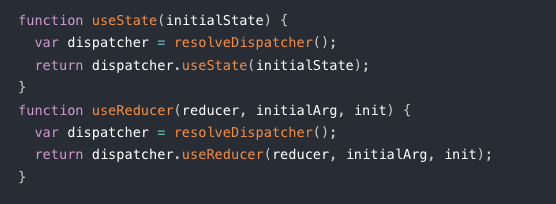 function useState(initialState) {
  var dispatcher = resolveDispatcher();
  return dispatcher.useState(initialState);
}
function useReducer(reducer, initialArg, init) {
  var dispatcher = resolveDispatcher();
  return dispatcher.useReducer(reducer, initialArg, init);
}